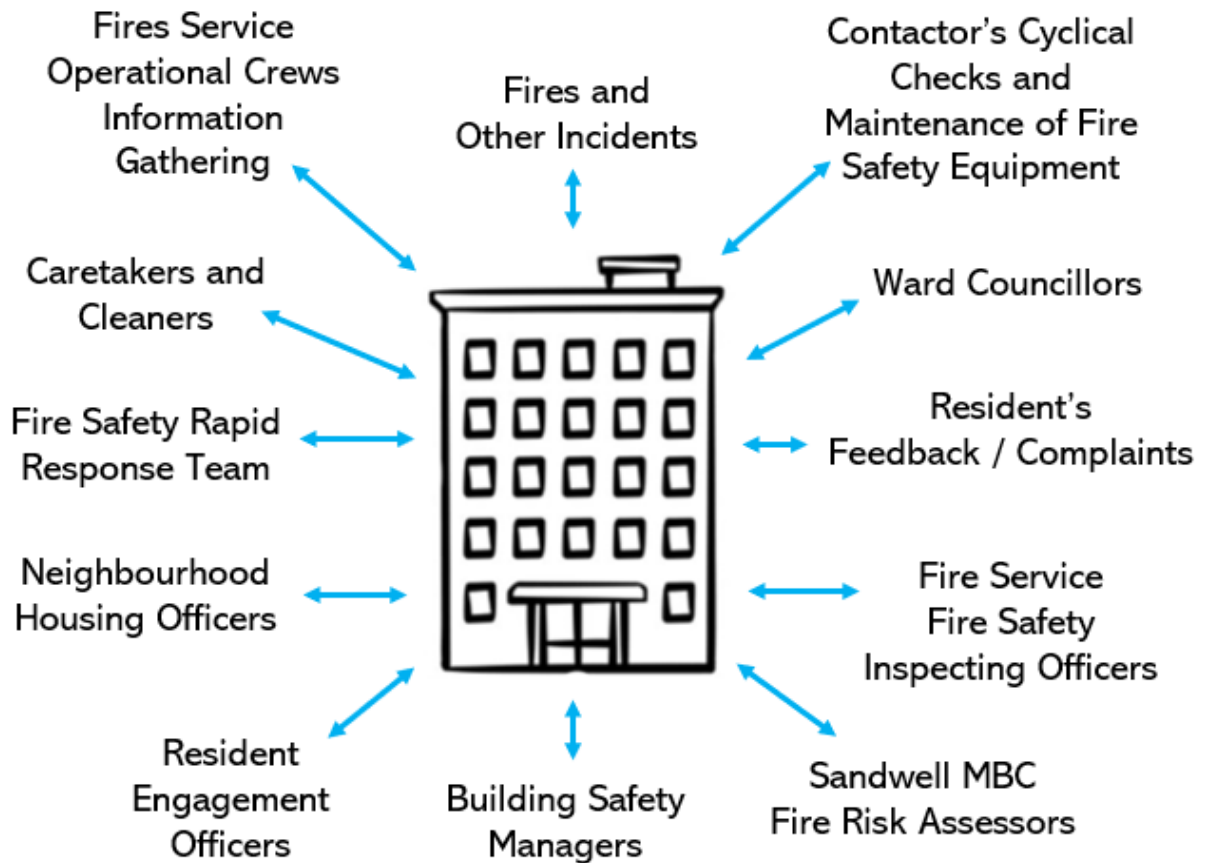 Fires Service
Operational Crews
Information
Gathering
Fires and
Other Incidents
Contactor's Cyclical
Checks and
Maintenance of Fire
Safety Equipment
Caretakers and
Cleaners
Ward Councillors
Fire Safety Rapid
Response Team
Resident's
Feedback / Complaints
Neighbourhood
Housing Officers
Fire Service
Fire Safety
Inspecting Officers
Resident
Engagement
Officers
Building Safety
Managers
Sandwell MBC
Fire Risk Assessors